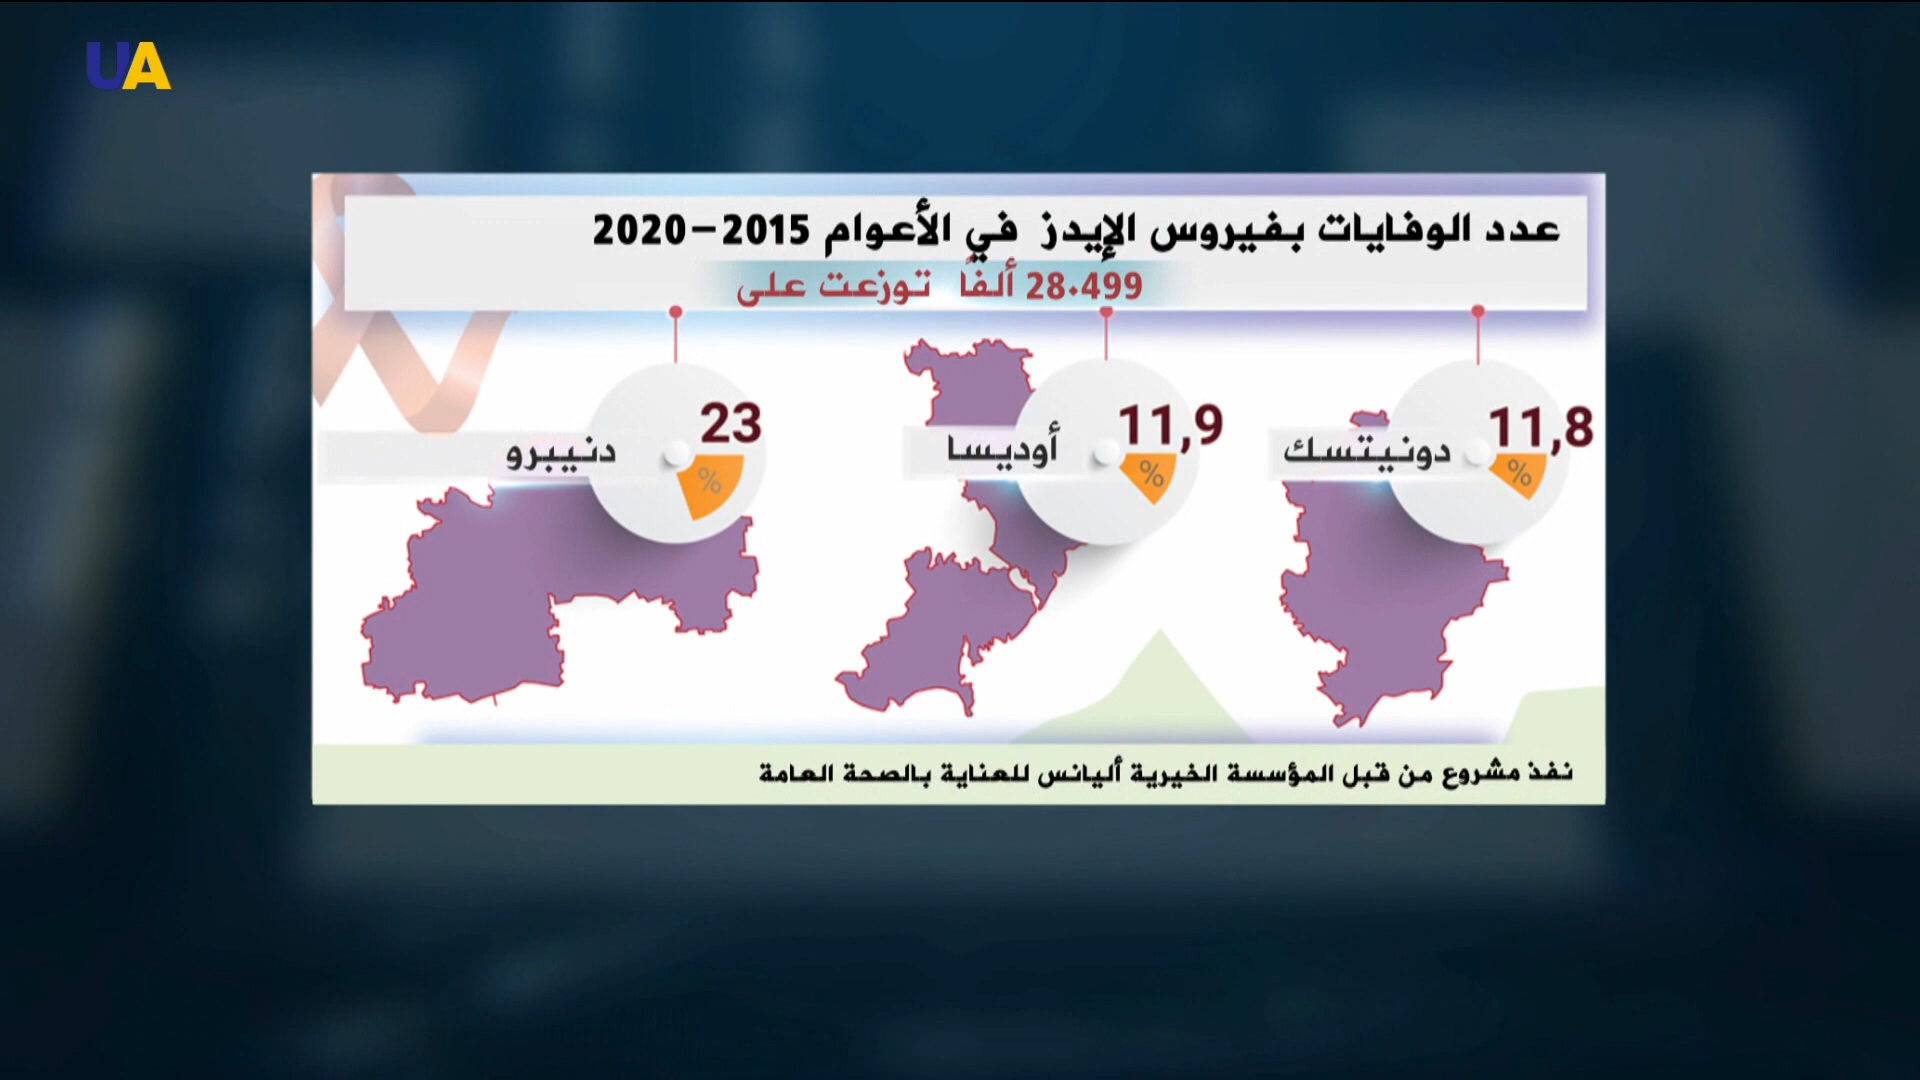 UA
عدد الوفايات بفيروس الإيدز في الأعوام 2015-2020
28.499 ألفاً توزعت على
11,8
%
دونيتسك
11,9
%
أوديسا
23
%
دنيبرو
نفذ مشروع من قبل المؤسسة الخيرية أليانس للعناية بالصحة العامة